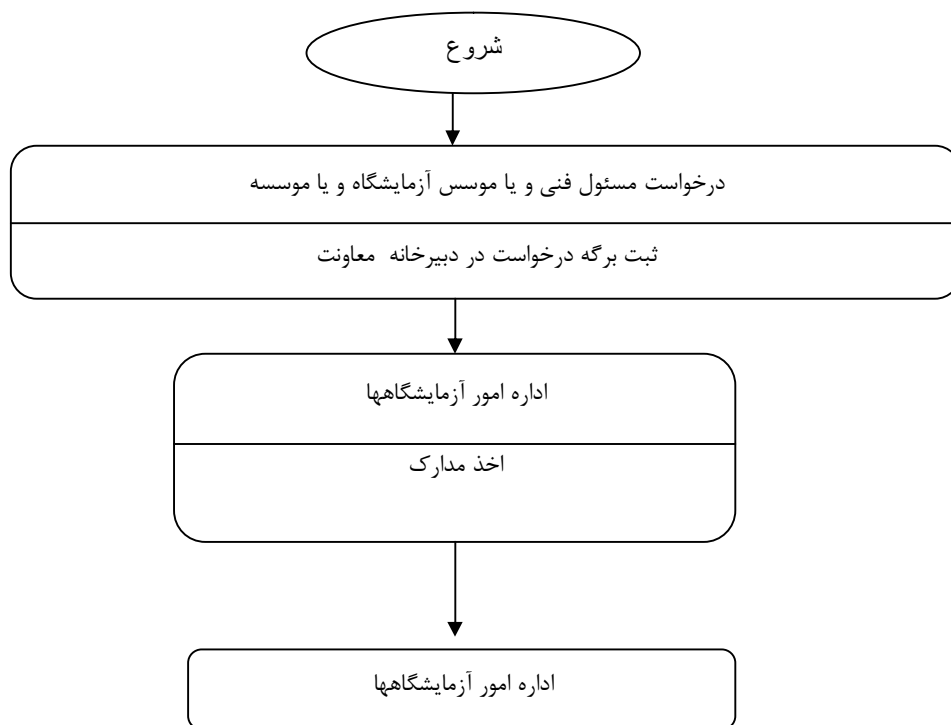 شروع
درخواست مسئول فنی و یا موسس آزمایشگاه و یا موسسه
ثبت برگه درخواست در دبیرخانه معاونت
اداره امور آزمایشگاهها
اخذ مدارک
اداره امور آزمایشگاهها